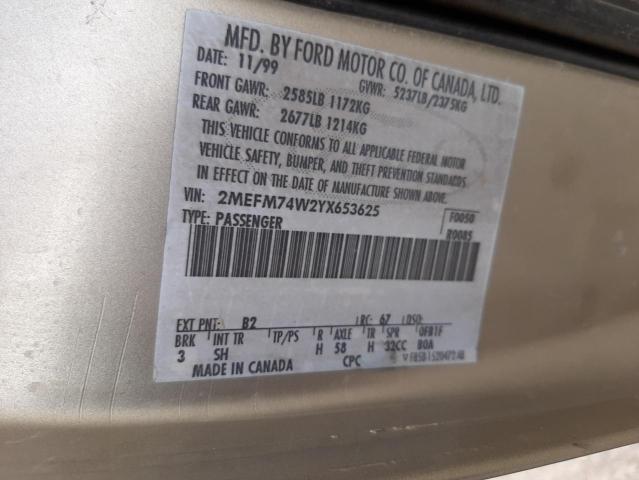 MFD. BY FORD MOTOR CO. OF CANADA, LTD.
DATE: 11/99 GVWR: 5237LB/2375KG
FRONT GAWR: 2585LB 1172KG
REAR GAWR: 2677LB 1214KG
THIS VEHICLE CONFORMS TO ALL APPLICABLE FEDERAL MOTOR
VEHICLE SAFETY, BUMPER, AND THEFT PREVENTION STANDARDS
IN EFFECT ON THE DATE OF MANUFACTURE SHOWN ABOVE.
VIN: 2MEFM74W2YX653625 F0050
TYPE: PASSENGER R0085
EXT PNT: B2 RC: 67 DSO:
BRK INT TR TP/PS R AXLE TR SPR
3 SH H 58 H 32CC BOA
MADE IN CANADA CPC